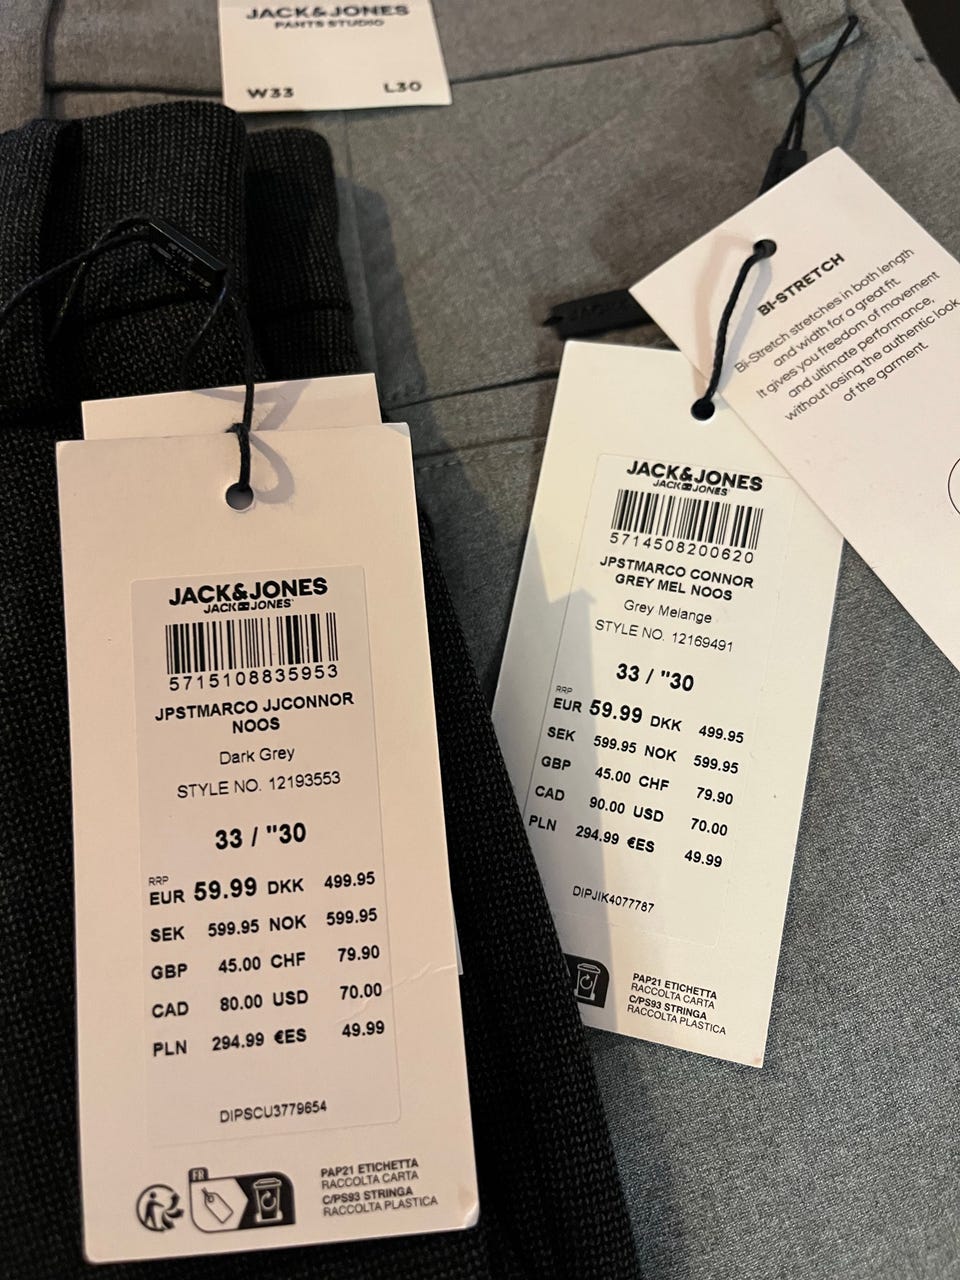 JACK&JONES
PANTS STUDIO
W33 L30
BI-STRETCH
Bi-Stretch stretches in both length
and width for a great fit.
It gives you freedom of movement
and ultimate performance,
without losing the authentic look
of the garment.
JACK&JONES
JACK JONES
5714508200620
JPSTMARCO CONNOR
GREY MEL NOOS
Grey Melange
STYLE NO. 12169491
33 / "30
RRP
EUR 59.99 DKK 499.95
SEK 599.95 NOK 599.95
GBP 45.00 CHF 79.90
CAD 90.00 USD 70.00
PLN 294.99 €ES 49.99
DIPJIK4077787
PAP21 ETICHETTA
RACCOLTA CARTA
C/PS93 STRINGA
RACCOLTA PLASTICA
JACK&JONES
JACK JONES
5715108835953
JPSTMARCO JJCONNOR
NOOS
Dark Grey
STYLE NO. 12193553
33 / "30
RRP
EUR 59.99 DKK 499.95
SEK 599.95 NOK 599.95
GBP 45.00 CHF 79.90
CAD 80.00 USD 70.00
PLN 294.99 €ES 49.99
DIPSCU3779654
FR
PAP21 ETICHETTA
RACCOLTA CARTA
C/PS93 STRINGA
RACCOLTA PLASTICA